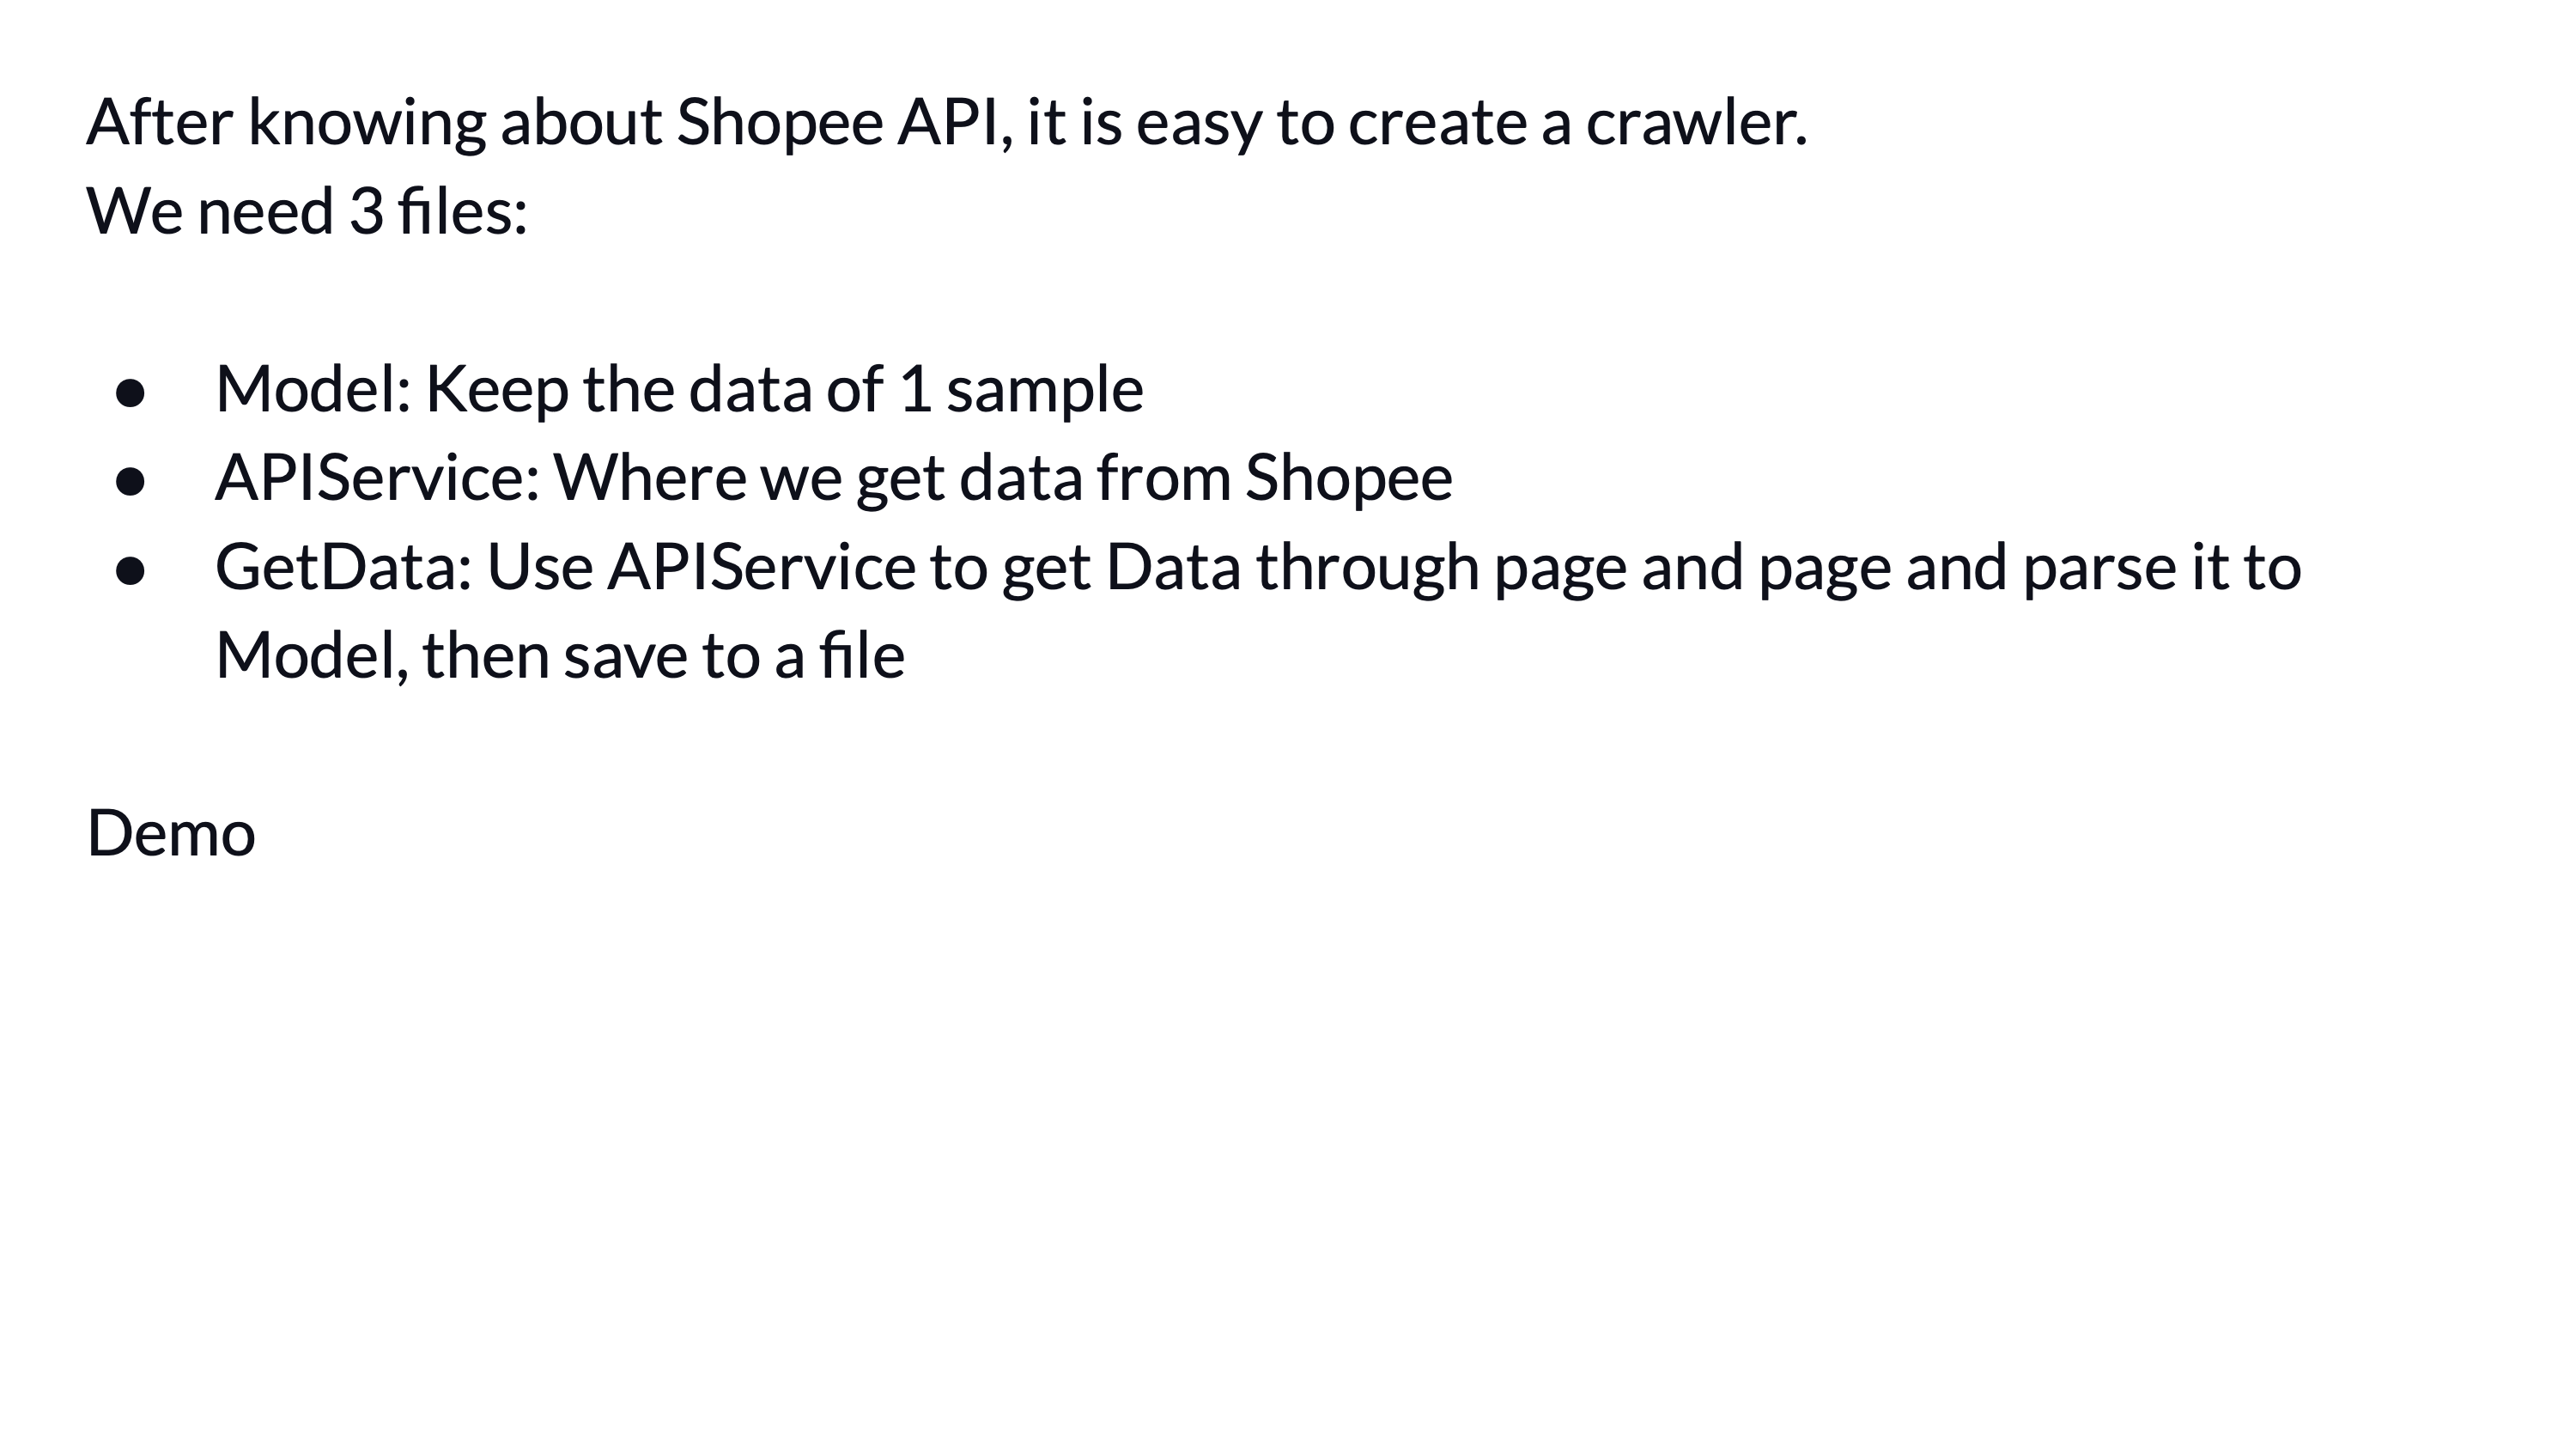 After knowing about Shopee API, it is easy to create a crawler.
We need 3 files:
● Model: Keep the data of 1 sample
● APIService: Where we get data from Shopee
● GetData: Use APIService to get Data through page and page and parse it to
Model, then save to a file
Demo